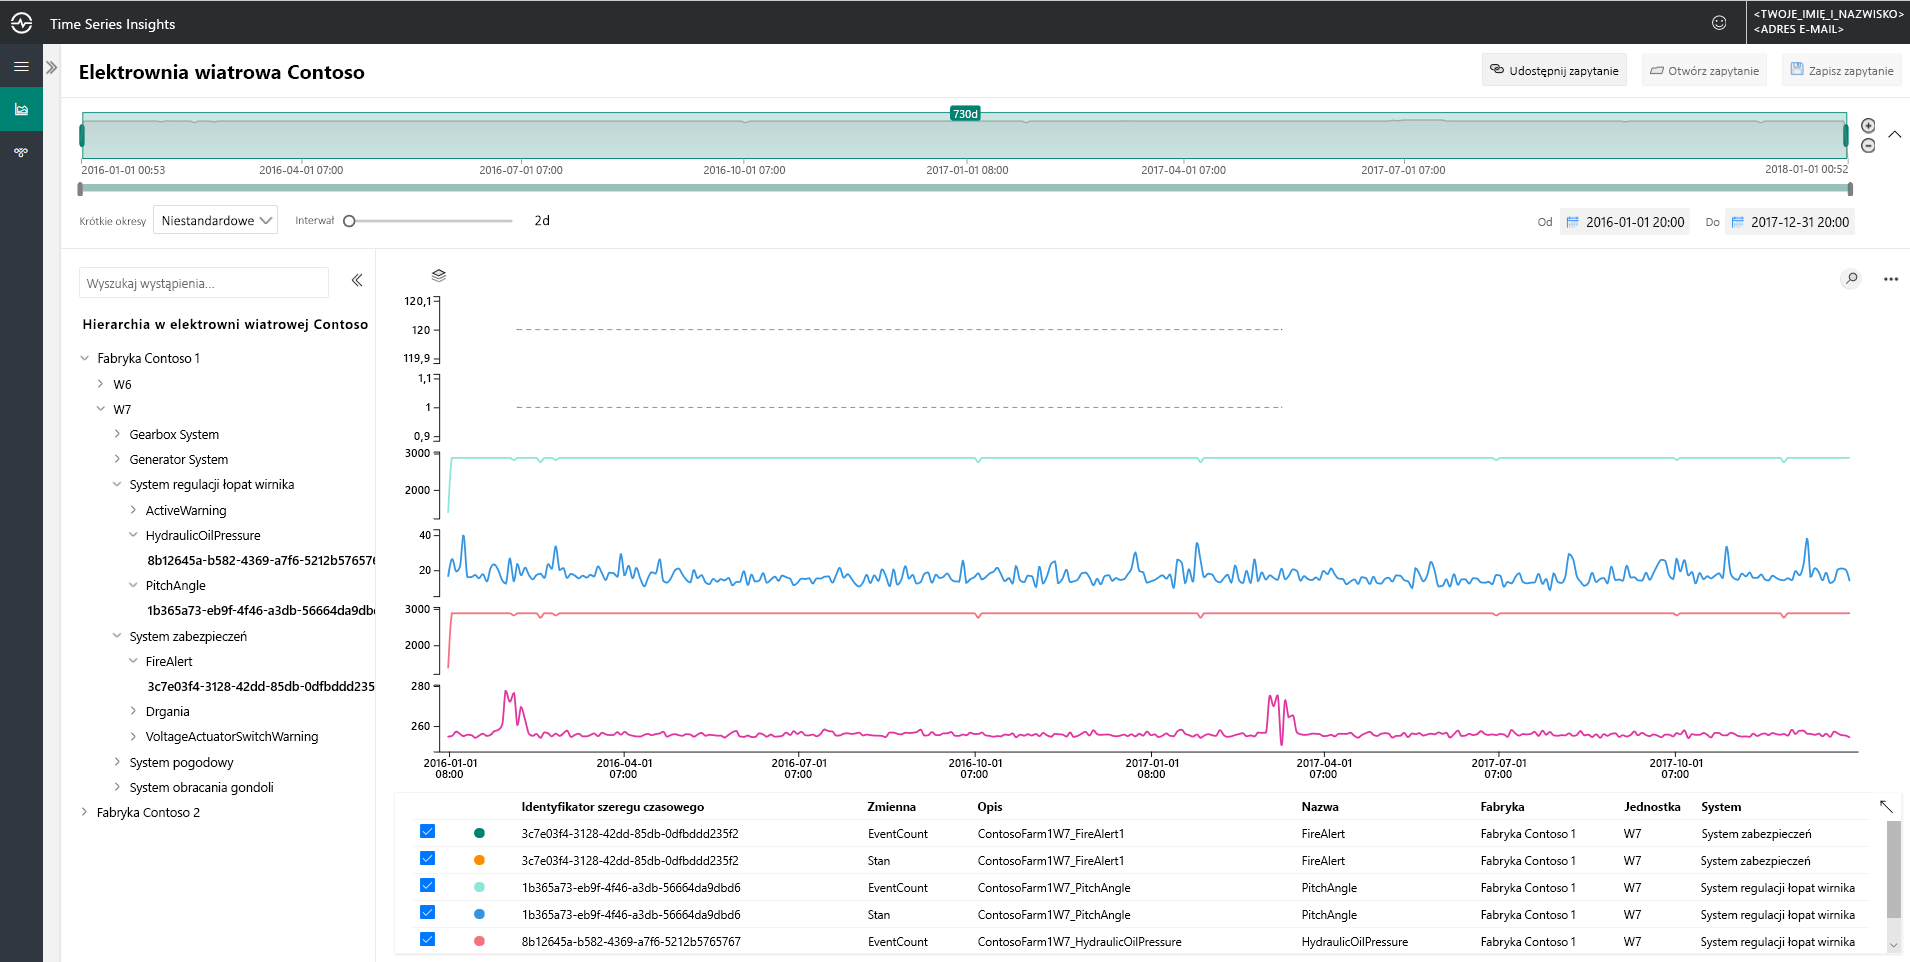 Time Series Insights
<TWOJE_IMIĘ_I_NAZWISKO>
<ADRES E-MAIL>
Elektrownia wiatrowa Contoso
Udostępnij zapytanie
Otwórz zapytanie
Zapisz zapytanie
730d
2016-01-01 00:53
2016-04-01 07:00
2016-07-01 07:00
2016-10-01 07:00
2017-01-01 08:00
2017-04-01 07:00
2017-07-01 07:00
2018-01-01 00:52
Krótkie okresy
Niestandardowe
Interwał
2d
Od
2016-01-01 20:00
Do
2017-12-31 20:00
Wyszukaj wystąpienia...
Hierarchia w elektrowni wiatrowej Contoso
Fabryka Contoso 1
W6
W7
Gearbox System
Generator System
System regulacji łopat wirnika
ActiveWarning
HydraulicOilPressure
8b12645a-b582-4369-a7f6-5212b576576
PitchAngle
1b365a73-eb9f-4f46-a3db-56664da9db
System zabezpieczeń
FireAlert
3c7e03f4-3128-42dd-85db-0dfbddd235
Drgania
VoltageActuatorSwitchWarning
System pogodowy
System obracania gondoli
Fabryka Contoso 2
120,1
120
119,9
1,1
1
0,9
3000
2000
40
20
3000
2000
280
260
2016-01-01 08:00
2016-04-01 07:00
2016-07-01 07:00
2016-10-01 07:00
2017-01-01 08:00
2017-04-01 07:00
2017-07-01 07:00
2017-10-01 07:00
Identyfikator szeregu czasowego Zmienna Opis Nazwa Fabryka Jednostka System
3c7e03f4-3128-42dd-85db-0dfbddd235f2 EventCount ContosoFarm1W7_FireAlert1 FireAlert Fabryka Contoso 1 W7 System zabezpieczeń
3c7e03f4-3128-42dd-85db-0dfbddd235f2 Stan ContosoFarm1W7_FireAlert1 FireAlert Fabryka Contoso 1 W7 System zabezpieczeń
1b365a73-eb9f-4f46-a3db-56664da9dbd6 EventCount ContosoFarm1W7_PitchAngle PitchAngle Fabryka Contoso 1 W7 System regulacji łopat wirnika
1b365a73-eb9f-4f46-a3db-56664da9dbd6 Stan ContosoFarm1W7_PitchAngle PitchAngle Fabryka Contoso 1 W7 System regulacji łopat wirnika
8b12645a-b582-4369-a7f6-5212b5765767 EventCount ContosoFarm1W7_HydraulicOilPressure HydraulicOilPressure Fabryka Contoso 1 W7 System regulacji łopat wirnika